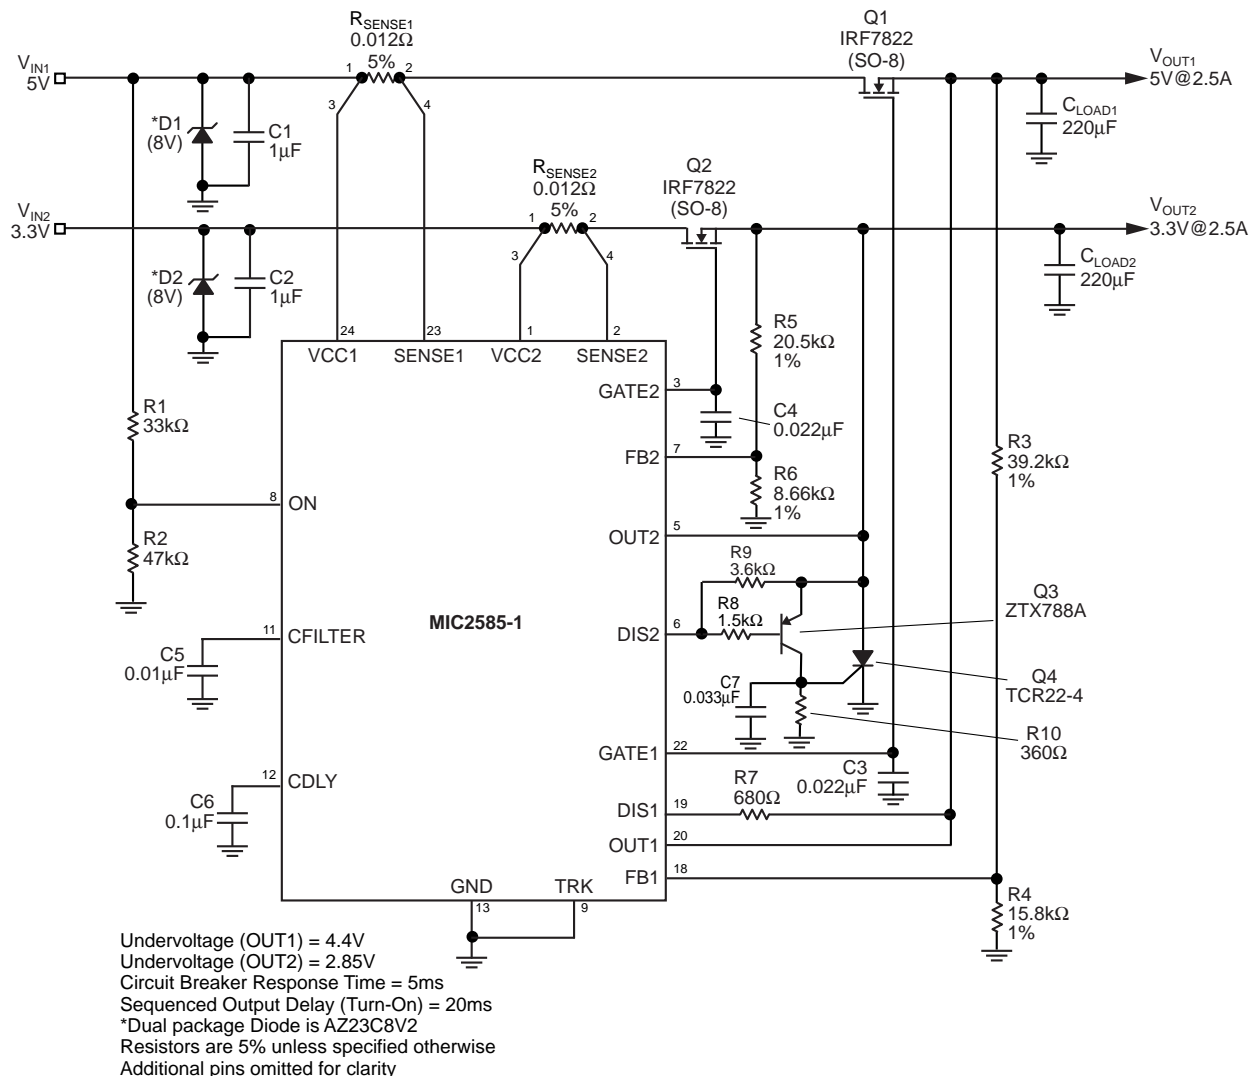 RSENSE1
0.012Ω
5%
Q1
IRF7822
(SO-8)
VIN1
5V
1
2
3
4
VOUT1
5V@2.5A
*D1
(8V)
C1
1µF
CLOAD1
220µF
RSENSE2
0.012Ω
5%
Q2
IRF7822
(SO-8)
VIN2
3.3V
1
2
3
4
VOUT2
3.3V@2.5A
*D2
(8V)
C2
1µF
CLOAD2
220µF
24
23
1
2
VCC1
SENSE1
VCC2
SENSE2
R5
20.5kΩ
1%
GATE2
3
C4
0.022µF
R1
33kΩ
FB2
7
R6
8.66kΩ
1%
R3
39.2kΩ
1%
8
ON
R2
47kΩ
OUT2
5
R9
3.6kΩ
R8
1.5kΩ
Q3
ZTX788A
MIC2585-1
DIS2
6
11
CFILTER
C5
0.01µF
C7
0.033µF
Q4
TCR22-4
R10
360Ω
GATE1
22
C3
0.022µF
12
CDLY
C6
0.1µF
R7
680Ω
DIS1
19
OUT1
20
FB1
18
GND
TRK
13
9
R4
15.8kΩ
1%
Undervoltage (OUT1) = 4.4V
Undervoltage (OUT2) = 2.85V
Circuit Breaker Response Time = 5ms
Sequenced Output Delay (Turn-On) = 20ms
*Dual package Diode is AZ23C8V2
Resistors are 5% unless specified otherwise
Additional pins omitted for clarity